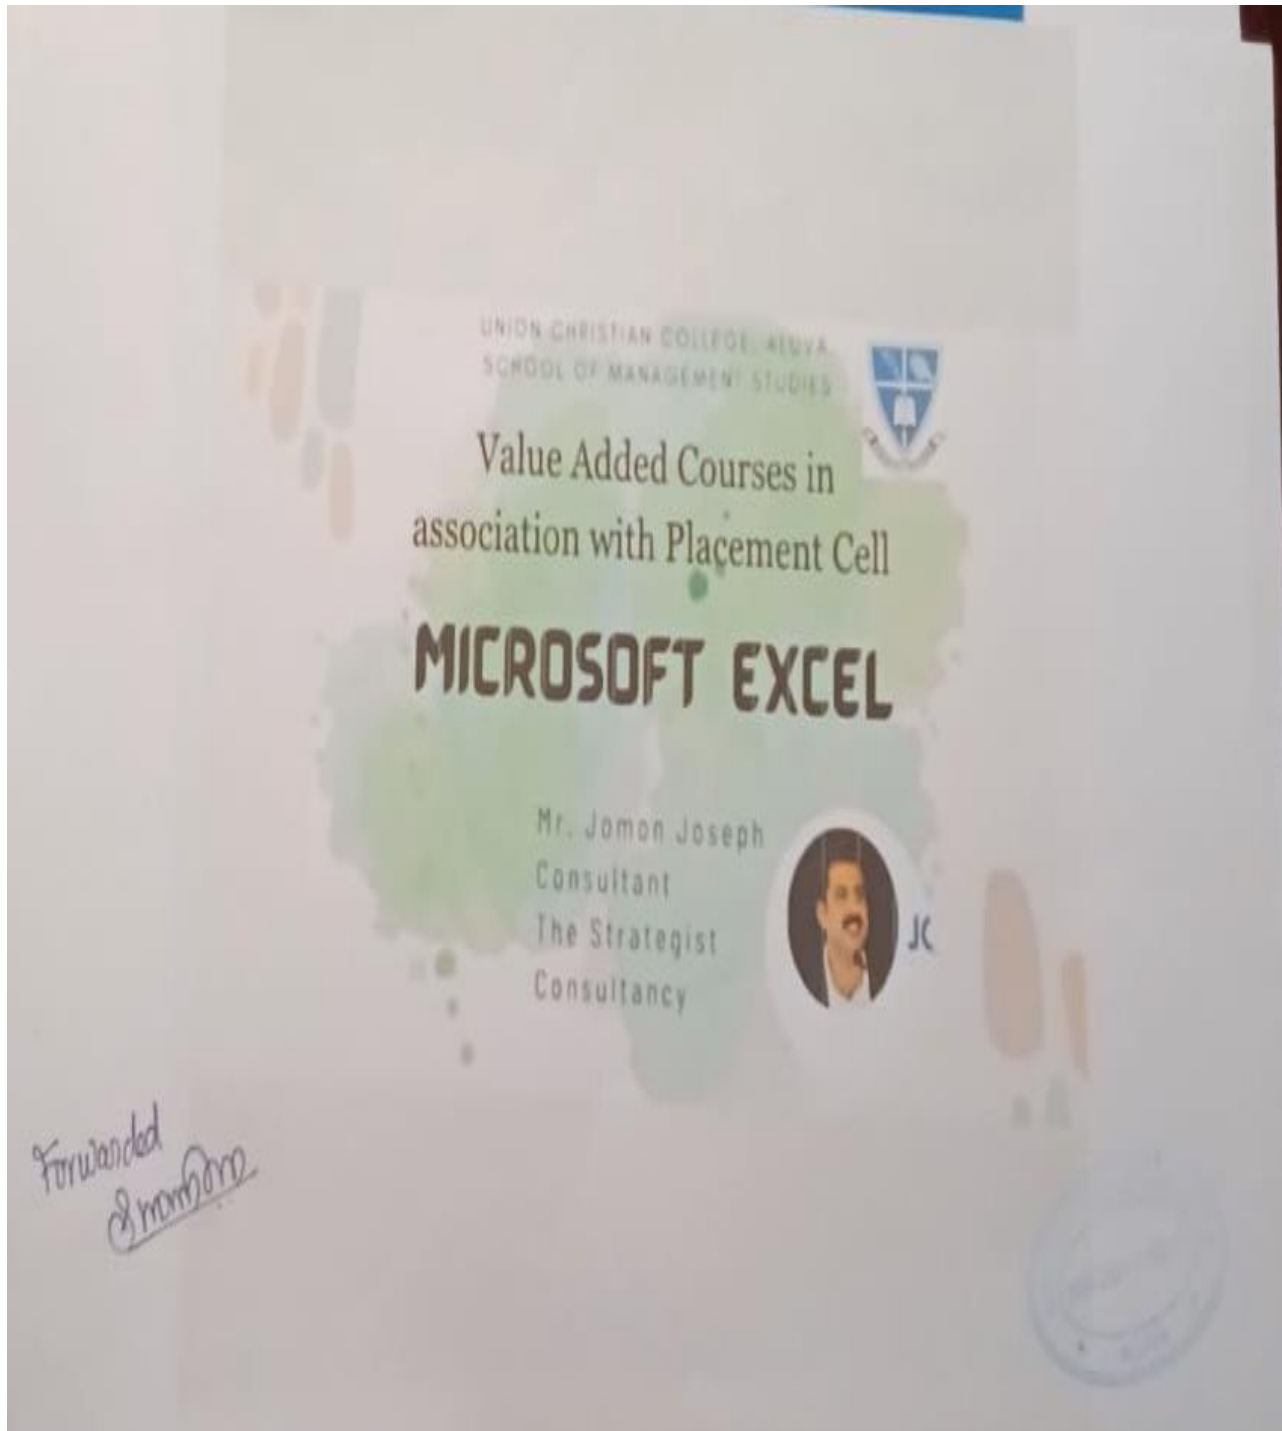 UNION CHRISTIAN COLLEGE, ALUVA
SCHOOL OF MANAGEMENT STUDIES
Value Added Courses in
association with Placement Cell
MICROSOFT EXCEL
Mr. Jomon Joseph
Consultant
The Strategist
Consultancy
JO
Forwarded